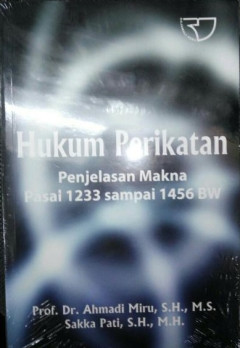 Hukum Perikatan
Penjelasan Makna
Pasal 1233 sampai 1456 BW
Prof. Dr. Ahmadi Miru, S.H., M.S.
Sakka Pati, S.H., M.H.